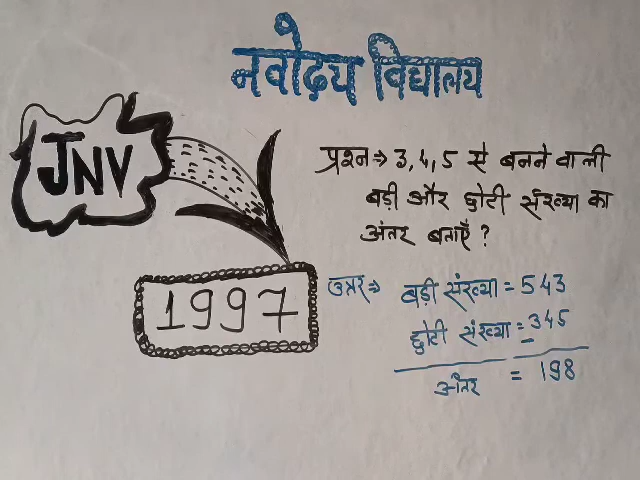 नवोदय विद्यालय
JNV
1997
प्रश्न ⇒ 3, 4, 5 से बनने वाली
बड़ी और छोटी संख्या का
अंतर बताएँ ?
उत्तर ⇒ बड़ी संख्या = 543
छोटी संख्या = - 345
अंतर = 198